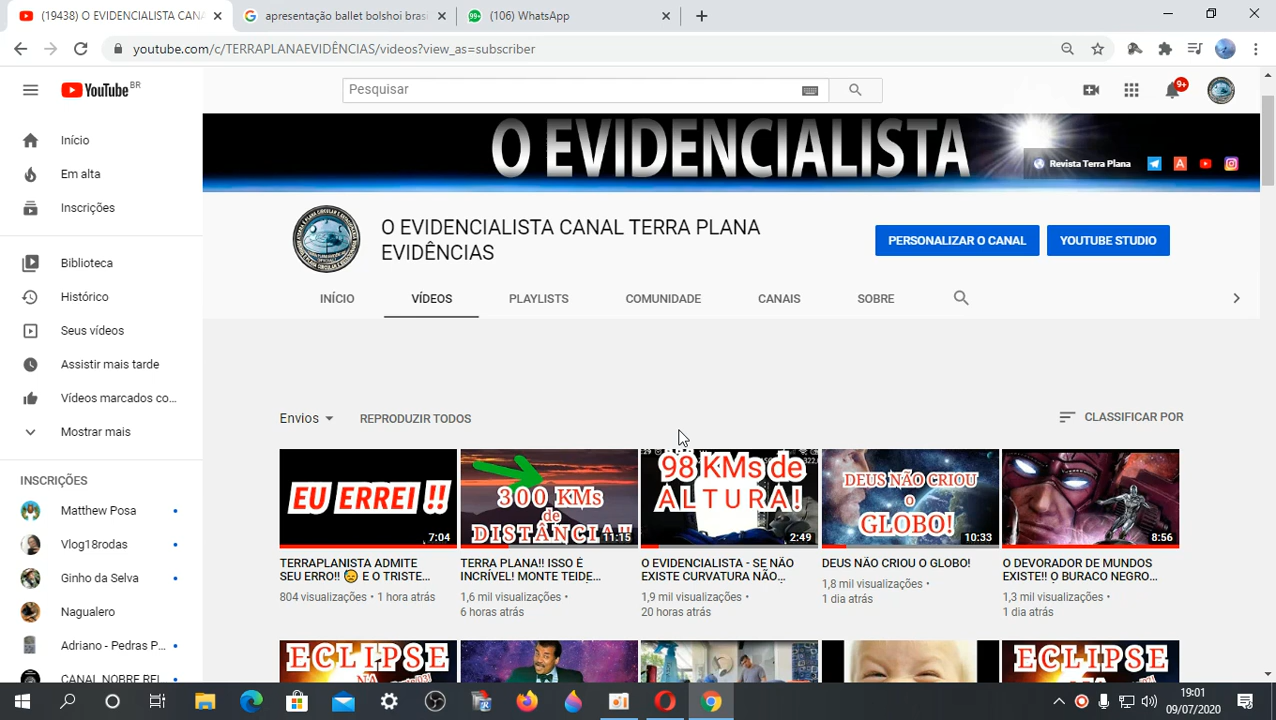 (19438) O EVIDENCIALISTA CANA
apresentação ballet bolshoi brasi
99+
(106) WhatsApp
youtube.com/c/TERRAPLANAEVIDÊNCIAS/videos?view_as=subscriber
YouTube BR
Pesquisar
9+
Início
Em alta
Inscrições
Biblioteca
Histórico
Seus vídeos
Assistir mais tarde
Vídeos marcados co...
Mostrar mais
INSCRIÇÕES
Matthew Posa
Vlog18rodas
Ginho da Selva
Nagualero
Adriano - Pedras P...
CANAL NOBRE REI
O EVIDENCIALISTA
Revista Terra Plana
O EVIDENCIALISTA CANAL TERRA PLANA
EVIDÊNCIAS
PERSONALIZAR O CANAL
YOUTUBE STUDIO
INÍCIO
VÍDEOS
PLAYLISTS
COMUNIDADE
CANAIS
SOBRE
Envios
REPRODUZIR TODOS
CLASSIFICAR POR
EU ERREI !!
7:04
TERRAPLANISTA ADMITE
SEU ERRO!! 😔 E O TRISTE...
804 visualizações • 1 hora atrás
300 KMs
de
DISTÂNCIA!!
11:15
TERRA PLANA!! ISSO É
INCRÍVEL! MONTE TEIDE...
1,6 mil visualizações •
6 horas atrás
98 KMs de
ALTURA!
2:49
O EVIDENCIALISTA - SE NÃO
EXISTE CURVATURA NÃO...
1,9 mil visualizações •
20 horas atrás
DEUS NÃO CRIOU
o
GLOBO!
10:33
DEUS NÃO CRIOU O GLOBO!
1,8 mil visualizações •
1 dia atrás
8:56
O DEVORADOR DE MUNDOS
EXISTE!! O BURACO NEGRO...
1,3 mil visualizações •
1 dia atrás
ECLIPSE
ECLIPSE
19:01
09/07/2020